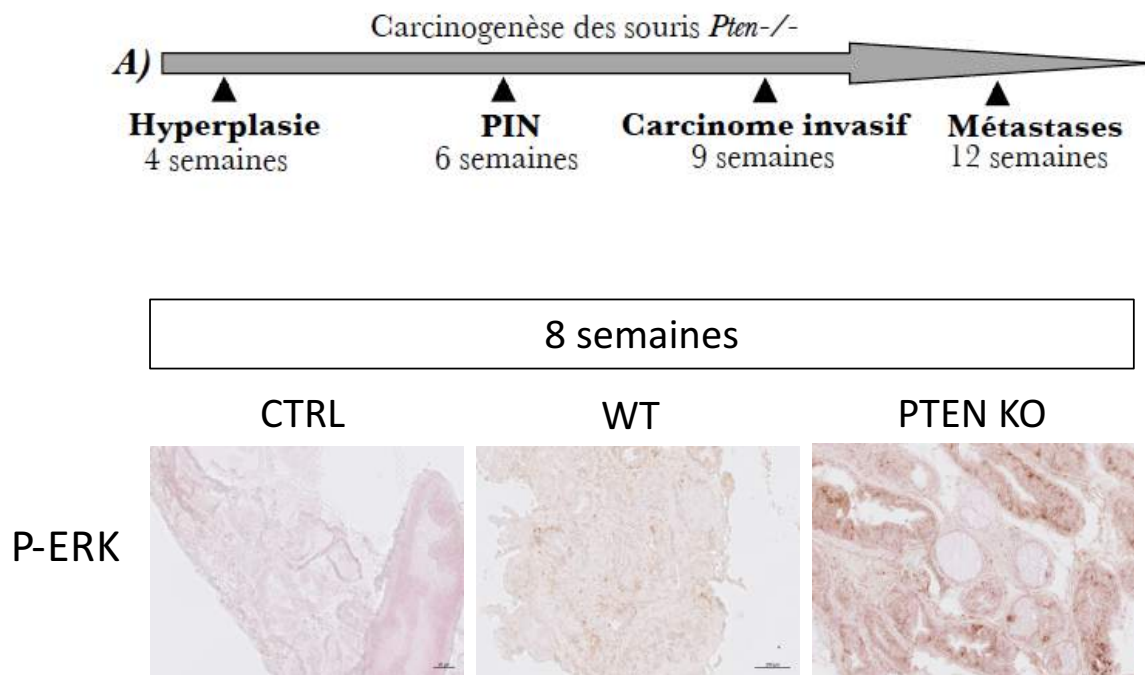 Carcinogenèse des souris Pten-/-
A)
Hyperplasie PIN Carcinome invasif Métastases
4 semaines 6 semaines 9 semaines 12 semaines
8 semaines
CTRL WT PTEN KO
P-ERK